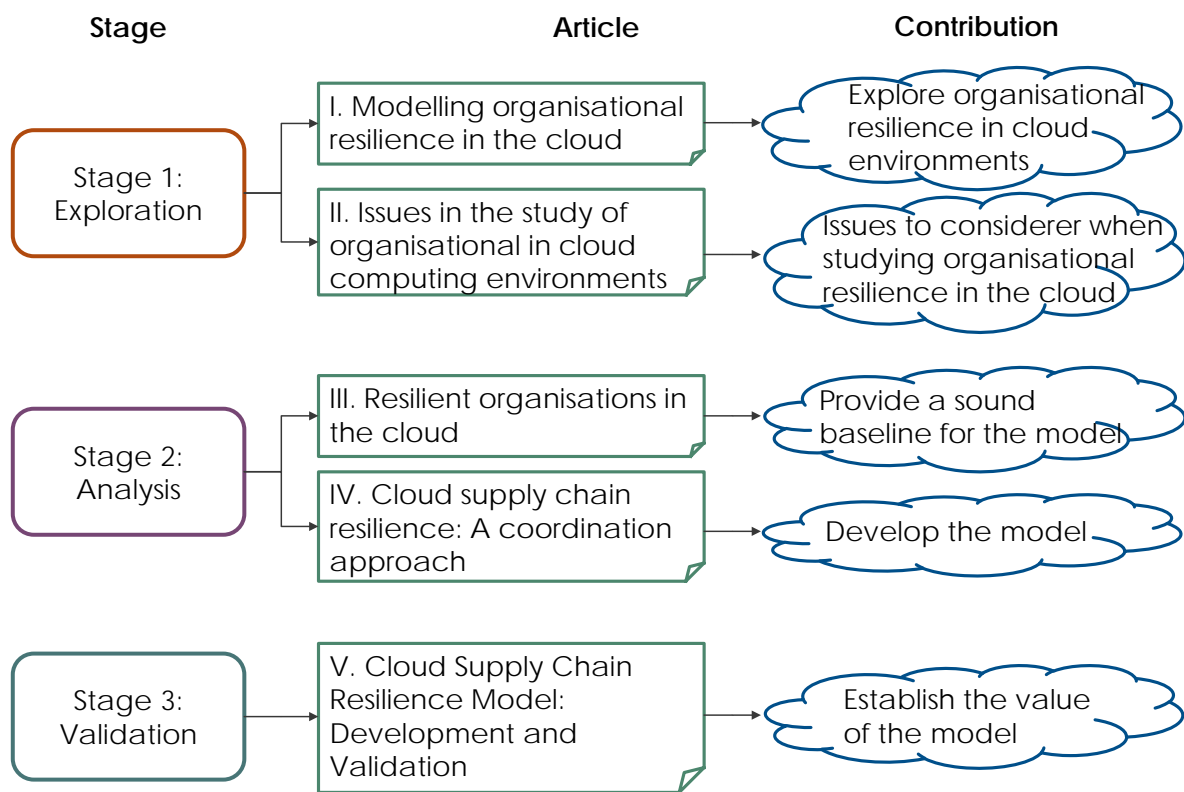 Stage
Article
Contribution
Stage 1:
Exploration
I. Modelling organisational
resilience in the cloud
Explore organisational
resilience in cloud
environments
II. Issues in the study of
organisational in cloud
computing environments
Issues to considerer when
studying organisational
resilience in the cloud
Stage 2:
Analysis
III. Resilient organisations in
the cloud
Provide a sound
baseline for the model
IV. Cloud supply chain
resilience: A coordination
approach
Develop the model
Stage 3:
Validation
V. Cloud Supply Chain
Resilience Model:
Development and
Validation
Establish the value
of the model